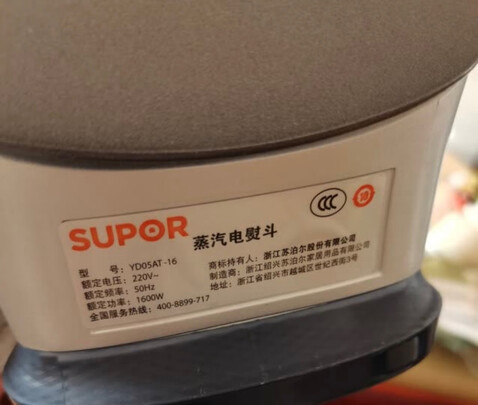 SUPOR 蒸汽电熨斗
型 号: YD05AT-16
额定电压: 220V~
额定频率: 50Hz
额定功率: 1600W
全国服务热线: 400-8899-717
商标持有人: 浙江苏泊尔股份有限公司
制造商: 浙江绍兴苏泊尔家居用品有限公司
地址: 浙江省绍兴市越城区世纪西街3号
CCC
10